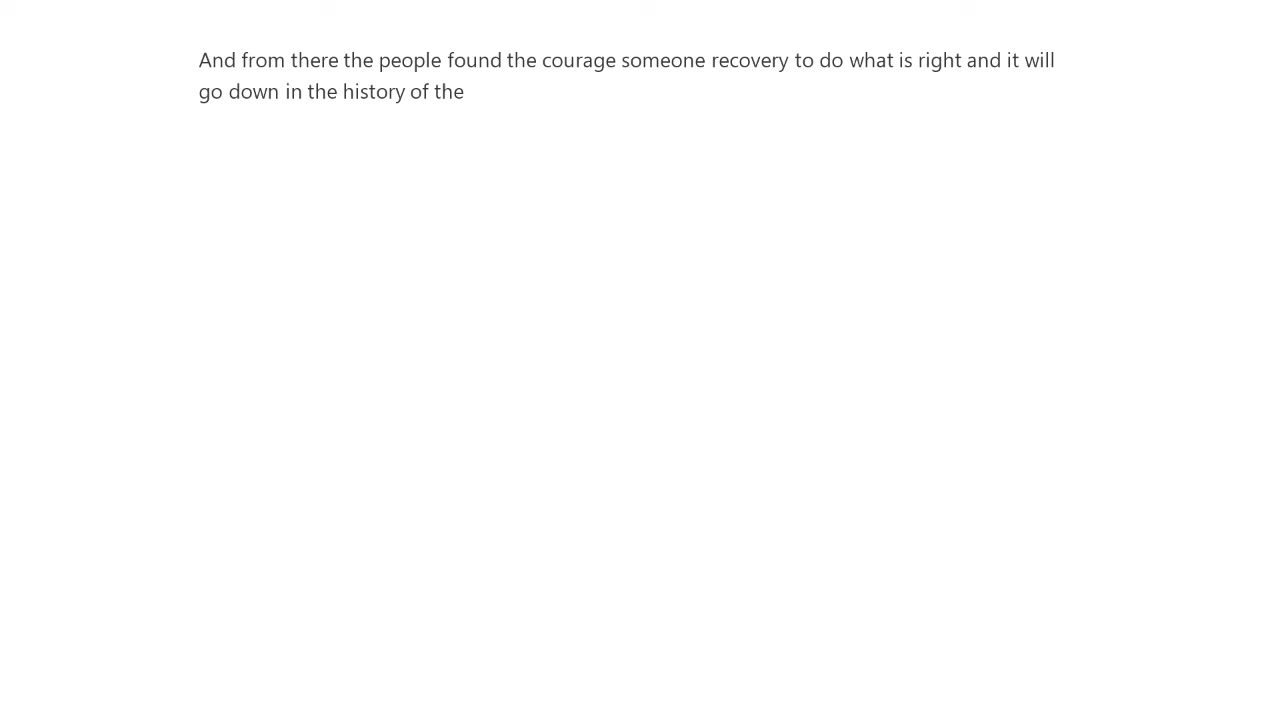 And from there the people found the courage someone recovery to do what is right and it will
go down in the history of the